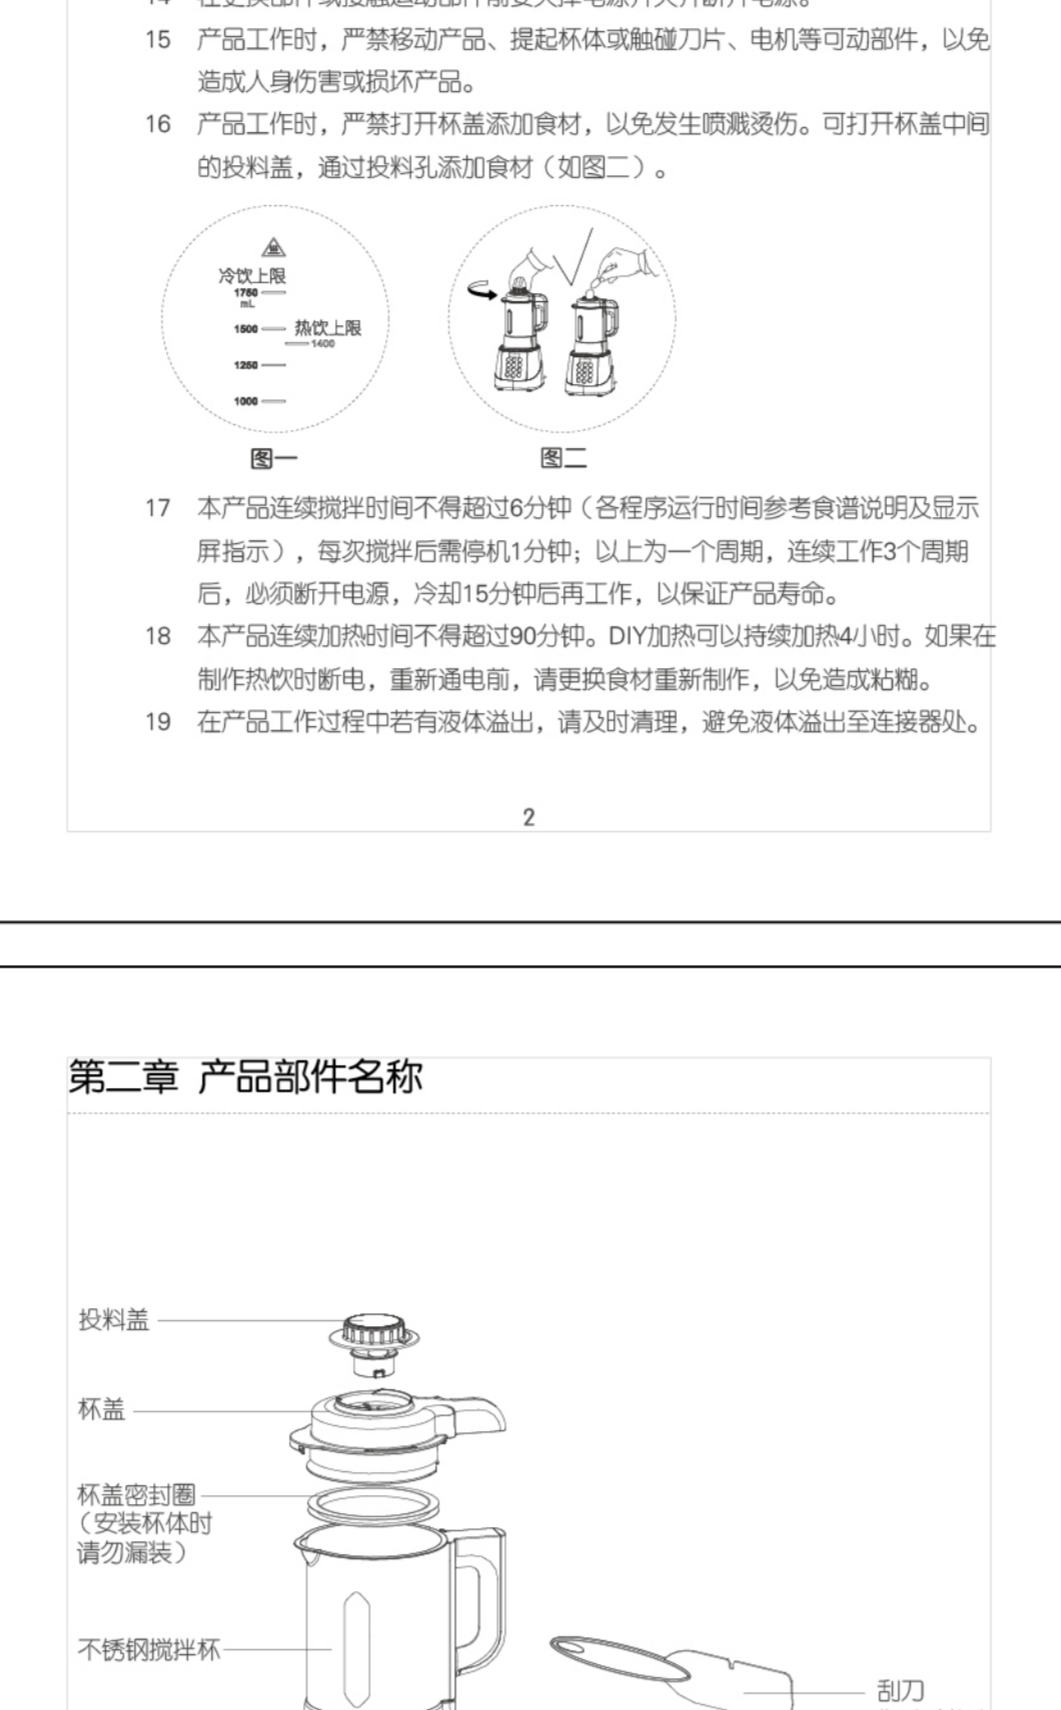 15 产品工作时，严禁移动产品、提起杯体或触碰刀片、电机等可动部件，以免
造成人身伤害或损坏产品。
16 产品工作时，严禁打开杯盖添加食材，以免发生喷溅烫伤。可打开杯盖中间
的投料盖，通过投料孔添加食材（如图二）。
冷饮上限
1750
mL
1500 热饮上限
1400
1250
1000
图一 图二
17 本产品连续搅拌时间不得超过6分钟（各程序运行时间参考食谱说明及显示
屏指示），每次搅拌后需停机1分钟；以上为一个周期，连续工作3个周期
后，必须断开电源，冷却15分钟后再工作，以保证产品寿命。
18 本产品连续加热时间不得超过90分钟。DIY加热可以持续加热4小时。如果在
制作热饮时断电，重新通电前，请更换食材重新制作，以免造成粘糊。
19 在产品工作过程中若有液体溢出，请及时清理，避免液体溢出至连接器处。
2
第二章 产品部件名称
投料盖
杯盖
杯盖密封圈
（安装杯体时
请勿漏装）
不锈钢搅拌杯
刮刀